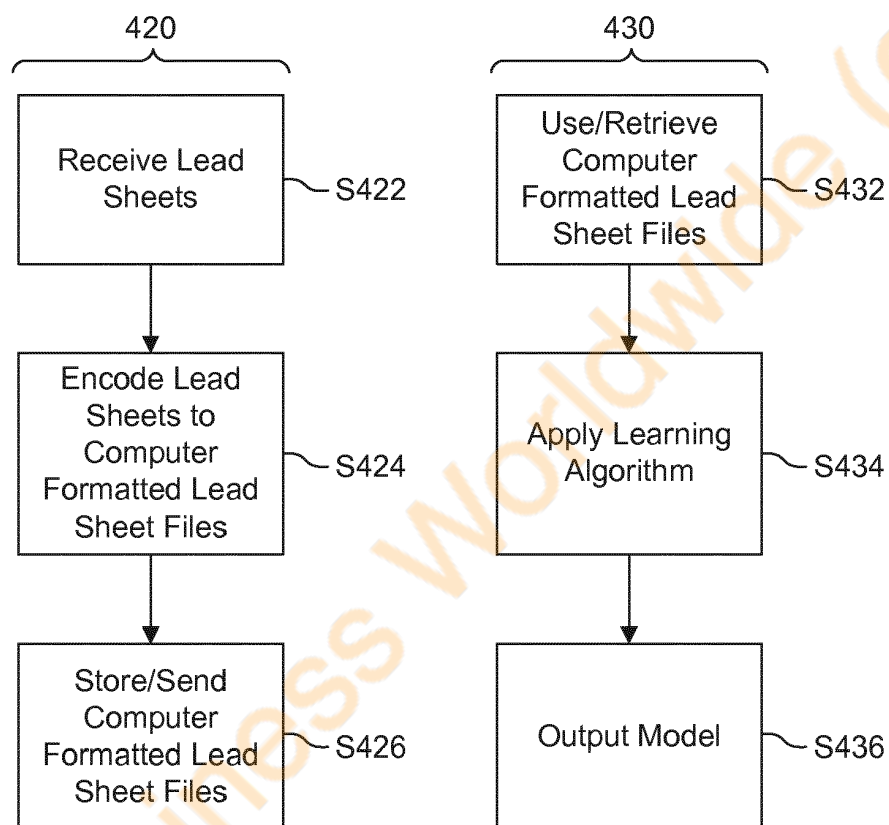 420
Receive Lead
Sheets
S422
Encode Lead
Sheets to
Computer
Formatted Lead
Sheet Files
S424
Store/Send
Computer
Formatted Lead
Sheet Files
S426
430
Use/Retrieve
Computer
Formatted Lead
Sheet Files
S432
Apply Learning
Algorithm
S434
Output Model
S436
iness Worldwide (